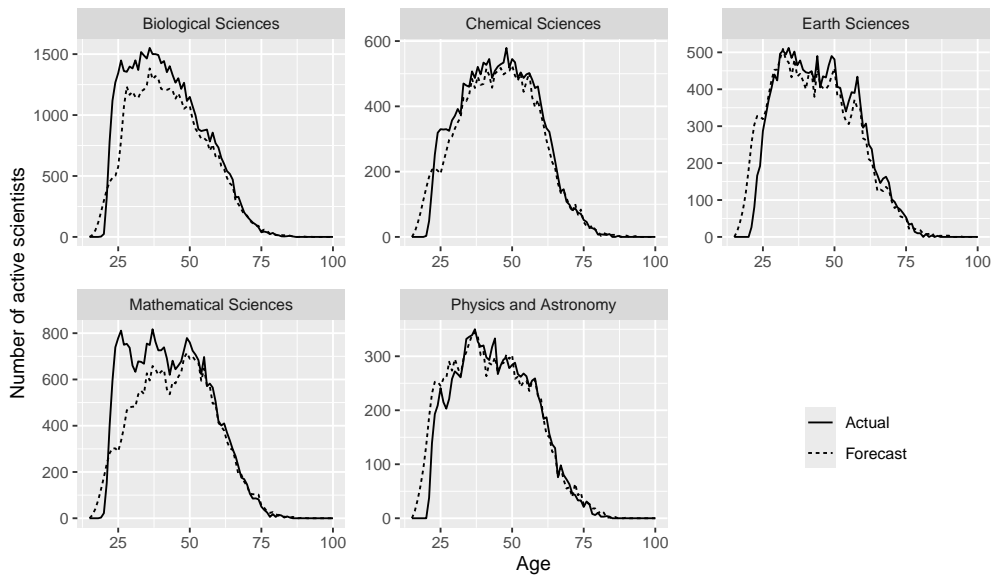 Biological Sciences
Chemical Sciences
Earth Sciences
1500
1000
500
0
25 50 75 100
600
400
200
0
25 50 75 100
500
400
300
200
100
0
25 50 75 100
Mathematical Sciences
Physics and Astronomy
800
600
400
200
0
25 50 75 100
300
200
100
0
25 50 75 100
Number of active scientists
Age
Actual
Forecast